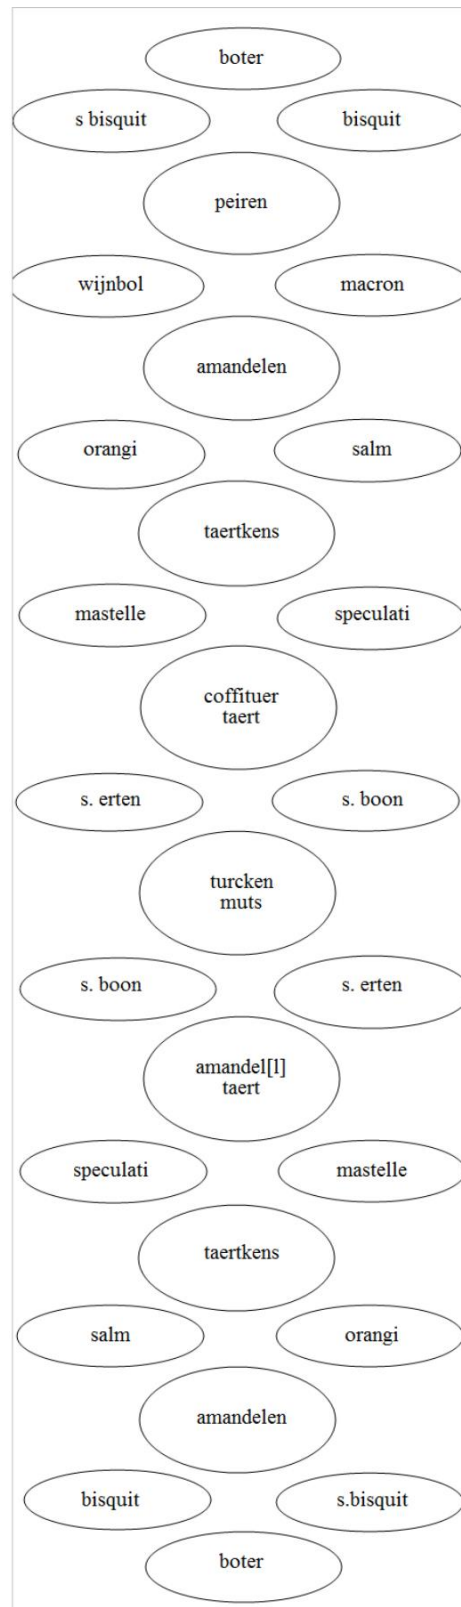 boter
s bisquit
bisquit
peiren
wijnbol
macron
amandelen
orangi
salm
taertkens
mastelle
speculati
coffituer
taert
s. erten
s. boon
turcken
muts
s. boon
s. erten
amandel[l]
taert
speculati
mastelle
taertkens
salm
orangi
amandelen
bisquit
s.bisquit
boter